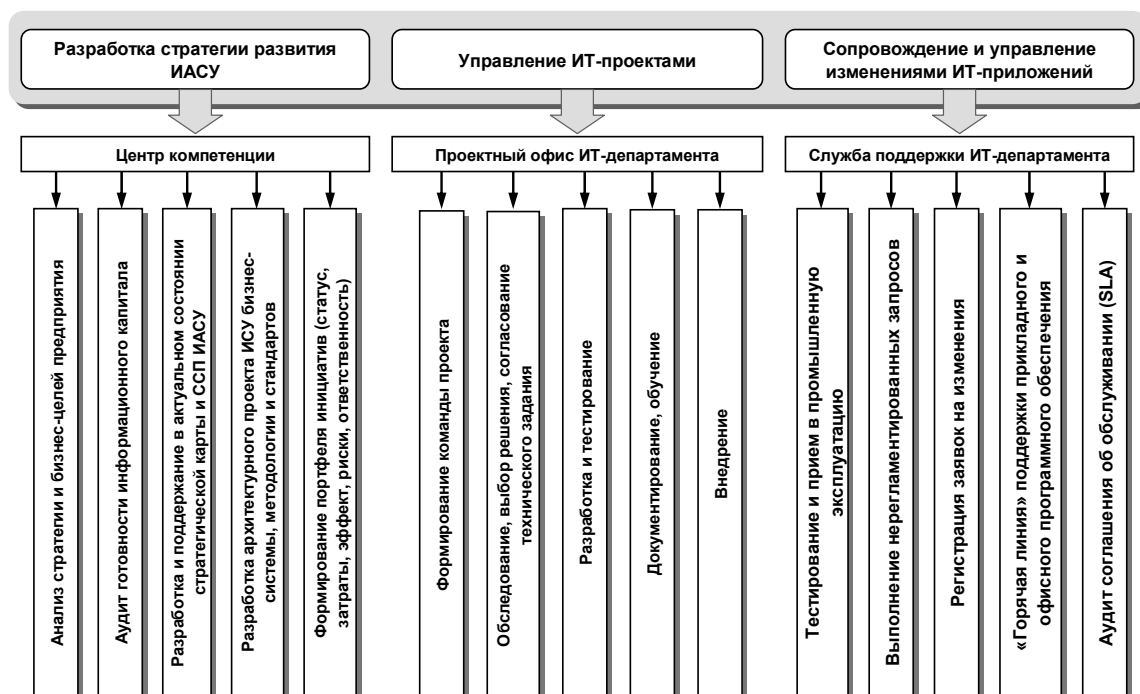 Разработка стратегии развития
ИАСУ
Управление ИТ-проектами
Сопровождение и управление
изменениями ИТ-приложений
Центр компетенции
Проектный офис ИТ-департамента
Служба поддержки ИТ-департамента
Анализ стратегии и бизнес-целей предприятия
Аудит готовности информационного капитала
Разработка и поддержание в актуальном состоянии
стратегической карты и ССП ИАСУ
Разработка архитектурного проекта ИСУ бизнес-
системы, методологии и стандартов
Формирование портфеля инициатив (статус,
затраты, эффект, риски, ответственность)
Формирование команды проекта
Обследование, выбор решения, согласование
технического задания
Разработка и тестирование
Документирование, обучение
Внедрение
Тестирование и прием в промышленную
эксплуатацию
Выполнение нерегламентированных запросов
Регистрация заявок на изменения
«Горячая линия» поддержки прикладного и
офисного программного обеспечения
Аудит соглашения об обслуживании (SLA)